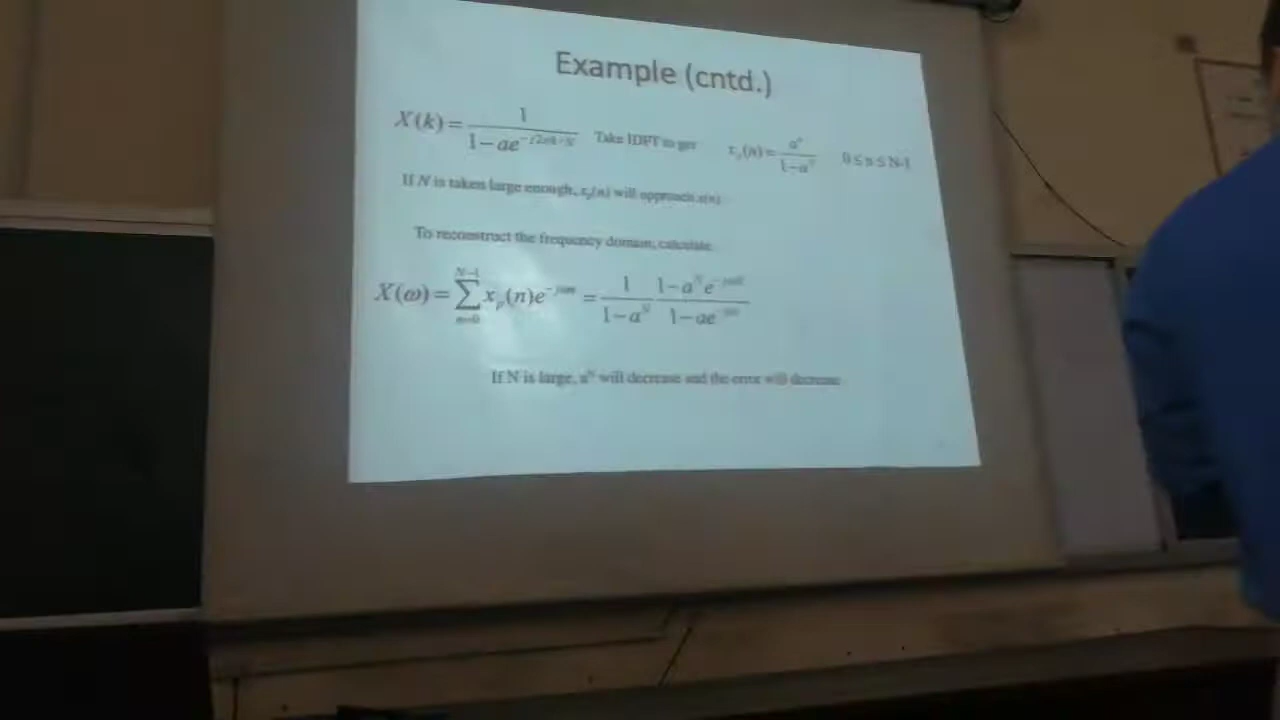 Example (cntd.)
X(k) = 1 / (1 − ae^{−j2πk/N}) Take IDFT to get x_p(n) = a^n / (1 − a^N) 0 ≤ n ≤ N-1
If N is taken large enough, x_p(n) will approach x(n)
To reconstruct the frequency domain, calculate
X(ω) = ∑_{n=0}^{N−1} x_p(n)e^{−jωn} = 1 / (1 − a^N) (1 − a^N e^{−jωN}) / (1 − ae^{−jω})
If N is large, a^N will decrease and the error will decrease